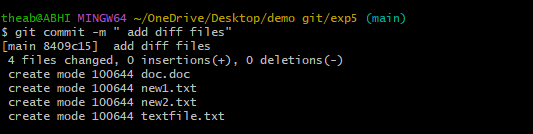 theab@ABHI MINGW64 ~/OneDrive/Desktop/demo git/exp5 (main)
$ git commit -m " add diff files"
[main 8409c15]  add diff files
 4 files changed, 0 insertions(+), 0 deletions(-)
 create mode 100644 doc.doc
 create mode 100644 new1.txt
 create mode 100644 new2.txt
 create mode 100644 textfile.txt